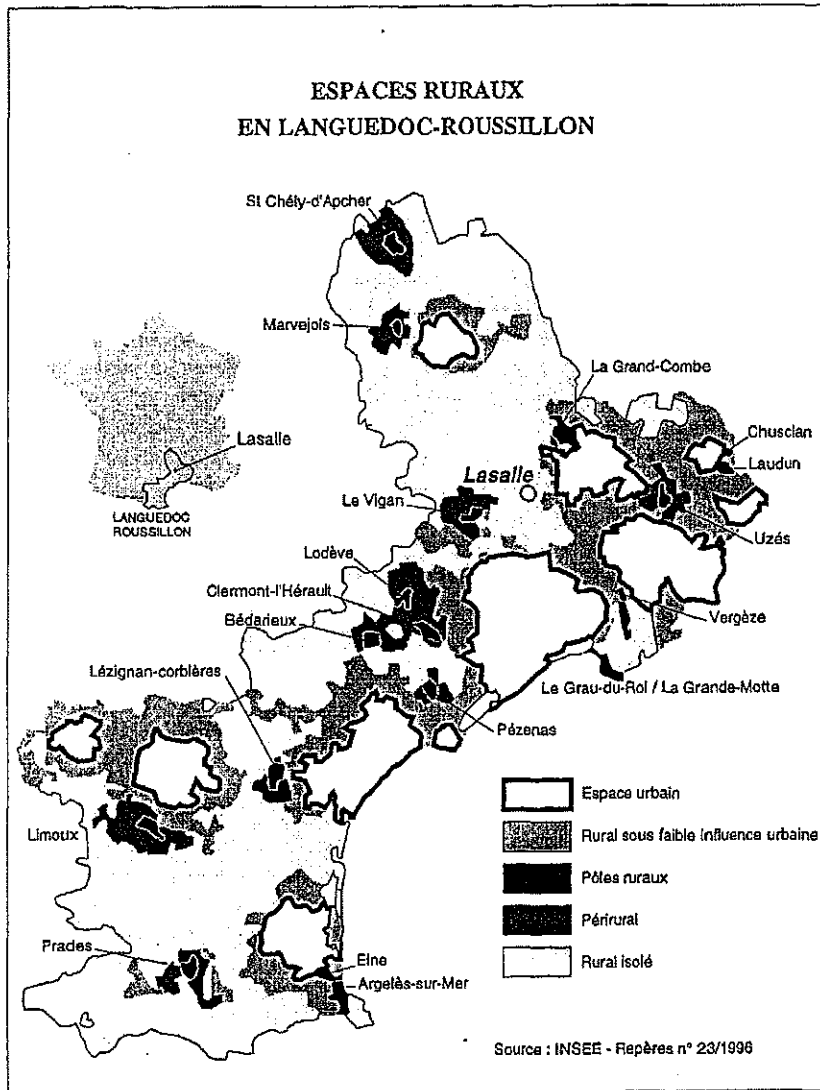 ESPACES RURAUX
EN LANGUEDOC-ROUSSILLON
St Chély-d'Apcher
Marvejols
La Grand-Combe
Chusclan
Laudun
Lasalle
LANGUEDOC
ROUSSILLON
Lasalle
Le Vigan
Uzás
Lodève
Clermont-l'Hérault
Bédarieux
Vergèze
Lézignan-corblères
Le Grau-du-Roi / La Grande-Motte
Pézenas
Espace urbain
Rural sous faible influence urbaine
Limoux
Pôles ruraux
Périrural
Prades
Rural isolé
Elne
Argelès-sur-Mer
Source : INSEE - Repères n° 23/1996